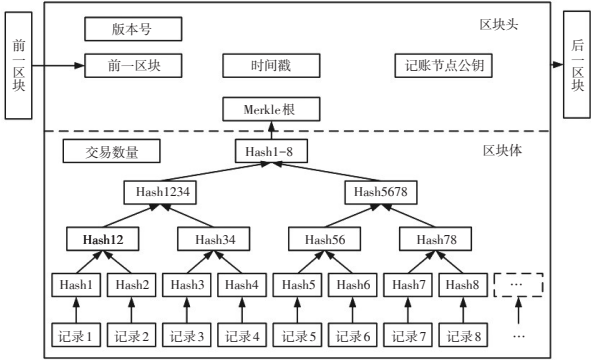 版本号
区块头
前一区块
前一区块
时间戳
记账节点公钥
后一区块
Merkle根
交易数量
Hash1-8
区块体
Hash1234
Hash5678
Hash12
Hash34
Hash56
Hash78
Hash1
Hash2
Hash3
Hash4
Hash5
Hash6
Hash7
Hash8
…
记录1
记录2
记录3
记录4
记录5
记录6
记录7
记录8
…